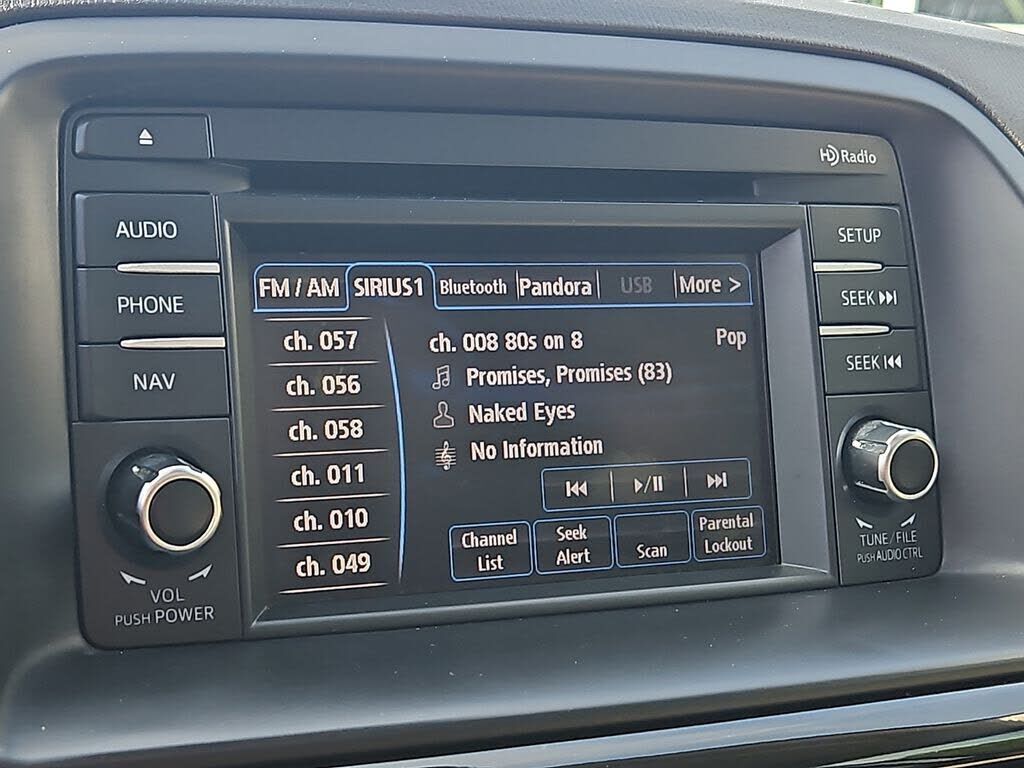 HD Radio
AUDIO
PHONE
NAV
VOL
PUSH POWER
FM / AM
SIRIUS1
Bluetooth
Pandora
USB
More >
ch. 057
ch. 056
ch. 058
ch. 011
ch. 010
ch. 049
ch. 008 80s on 8
Pop
Promises, Promises (83)
Naked Eyes
No Information
Channel
List
Seek
Alert
Scan
Parental
Lockout
SETUP
SEEK
SEEK
TUNE / FILE
PUSH AUDIO CTRL